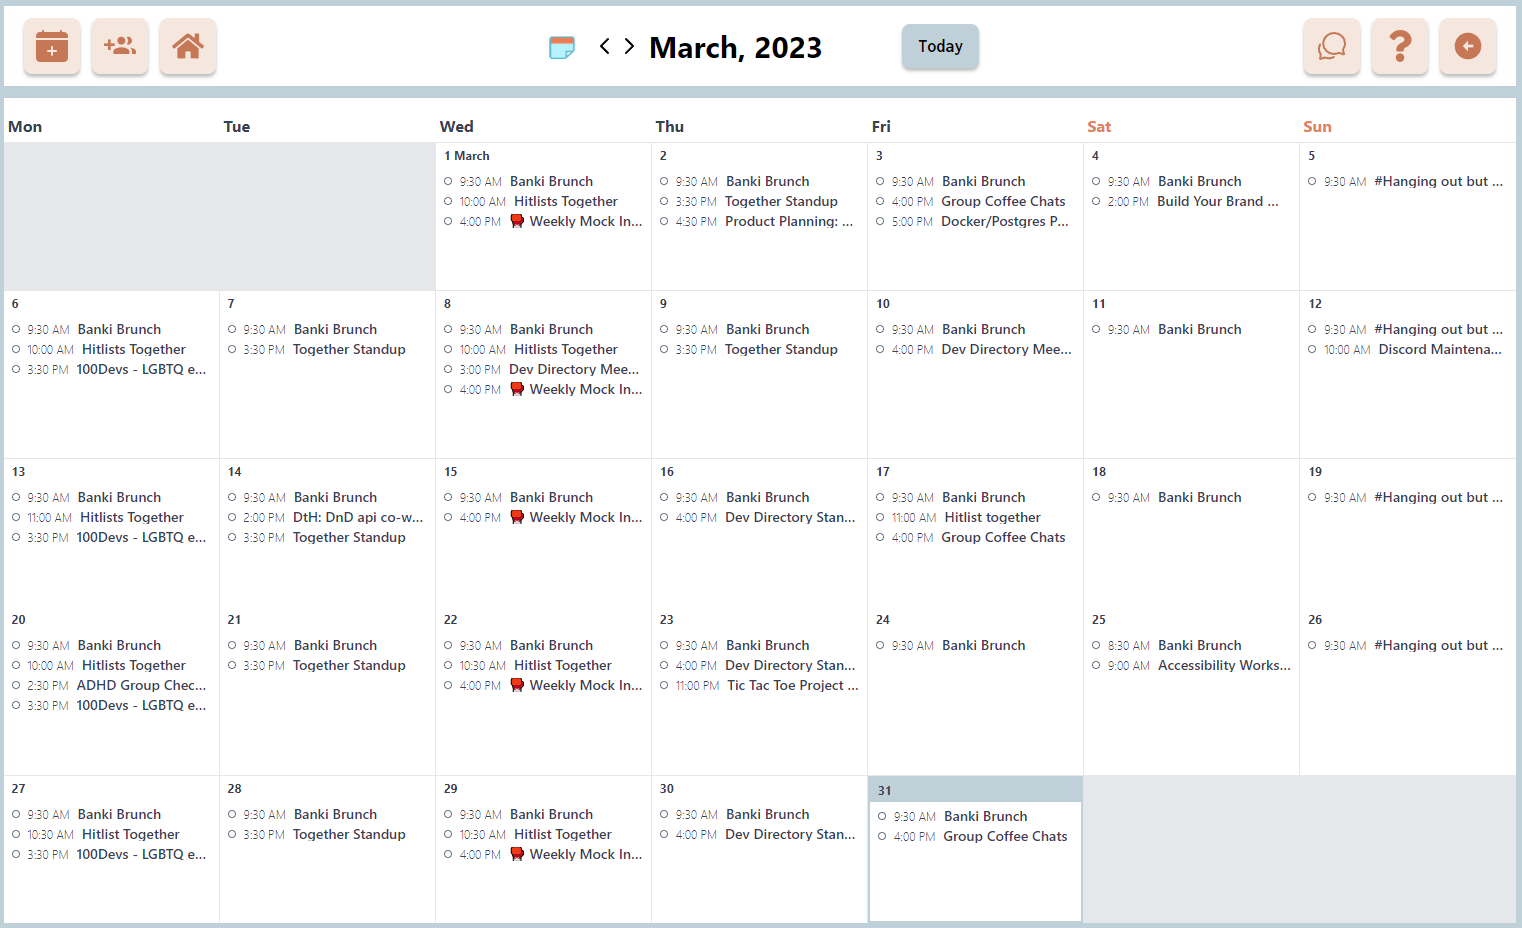 March, 2023
Today
Mon Tue Wed Thu Fri Sat Sun
1 March
9:30 AM Banki Brunch
10:00 AM Hitlists Together
4:00 PM Weekly Mock In...
2
9:30 AM Banki Brunch
3:30 PM Together Standup
4:30 PM Product Planning: ...
3
9:30 AM Banki Brunch
4:00 PM Group Coffee Chats
5:00 PM Docker/Postgres P...
4
9:30 AM Banki Brunch
2:00 PM Build Your Brand ...
5
9:30 AM #Hanging out but ...
6
9:30 AM Banki Brunch
10:00 AM Hitlists Together
3:30 PM 100Devs - LGBTQ e...
7
9:30 AM Banki Brunch
3:30 PM Together Standup
8
9:30 AM Banki Brunch
10:00 AM Hitlists Together
3:00 PM Dev Directory Mee...
4:00 PM Weekly Mock In...
9
9:30 AM Banki Brunch
3:30 PM Together Standup
10
9:30 AM Banki Brunch
4:00 PM Dev Directory Mee...
11
9:30 AM Banki Brunch
12
9:30 AM #Hanging out but ...
10:00 AM Discord Maintena...
13
9:30 AM Banki Brunch
11:00 AM Hitlists Together
3:30 PM 100Devs - LGBTQ e...
14
9:30 AM Banki Brunch
2:00 PM DtH: DnD api co-w...
3:30 PM Together Standup
15
9:30 AM Banki Brunch
4:00 PM Weekly Mock In...
16
9:30 AM Banki Brunch
4:00 PM Dev Directory Stan...
17
9:30 AM Banki Brunch
11:00 AM Hitlist together
4:00 PM Group Coffee Chats
18
9:30 AM Banki Brunch
19
9:30 AM #Hanging out but ...
20
9:30 AM Banki Brunch
10:00 AM Hitlists Together
2:30 PM ADHD Group Chec...
3:30 PM 100Devs - LGBTQ e...
21
9:30 AM Banki Brunch
3:30 PM Together Standup
22
9:30 AM Banki Brunch
10:30 AM Hitlist Together
4:00 PM Weekly Mock In...
23
9:30 AM Banki Brunch
4:00 PM Dev Directory Stan...
11:00 PM Tic Tac Toe Project ...
24
9:30 AM Banki Brunch
25
8:30 AM Banki Brunch
9:00 AM Accessibility Works...
26
9:30 AM #Hanging out but ...
27
9:30 AM Banki Brunch
10:30 AM Hitlist Together
3:30 PM 100Devs - LGBTQ e...
28
9:30 AM Banki Brunch
3:30 PM Together Standup
29
9:30 AM Banki Brunch
10:30 AM Hitlist Together
4:00 PM Weekly Mock In...
30
9:30 AM Banki Brunch
4:00 PM Dev Directory Stan...
31
9:30 AM Banki Brunch
4:00 PM Group Coffee Chats